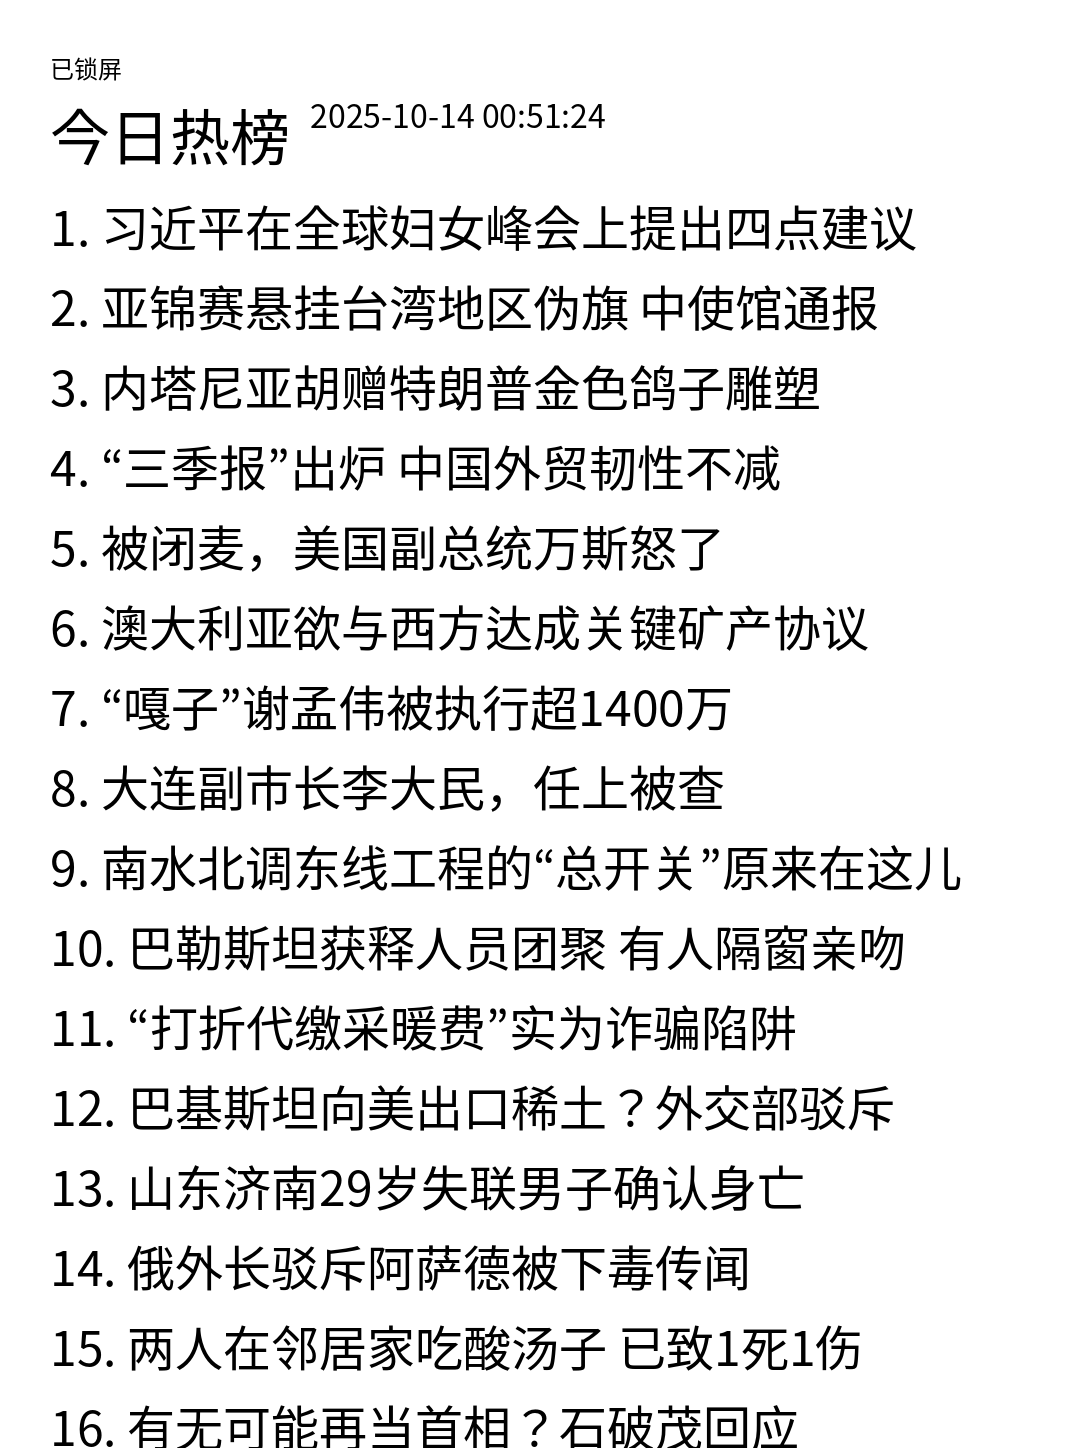 已锁屏
今日热榜 2025-10-14 00:51:24
1. 习近平在全球妇女峰会上提出四点建议
2. 亚锦赛悬挂台湾地区伪旗 中使馆通报
3. 内塔尼亚胡赠特朗普金色鸽子雕塑
4. “三季报”出炉 中国外贸韧性不减
5. 被闭麦，美国副总统万斯怒了
6. 澳大利亚欲与西方达成关键矿产协议
7. “嘎子”谢孟伟被执行超1400万
8. 大连副市长李大民，任上被查
9. 南水北调东线工程的“总开关”原来在这儿
10. 巴勒斯坦获释人员团聚 有人隔窗亲吻
11. “打折代缴采暖费”实为诈骗陷阱
12. 巴基斯坦向美出口稀土？外交部驳斥
13. 山东济南29岁失联男子确认身亡
14. 俄外长驳斥阿萨德被下毒传闻
15. 两人在邻居家吃酸汤子 已致1死1伤
16. 有无可能再当首相？石破茂回应